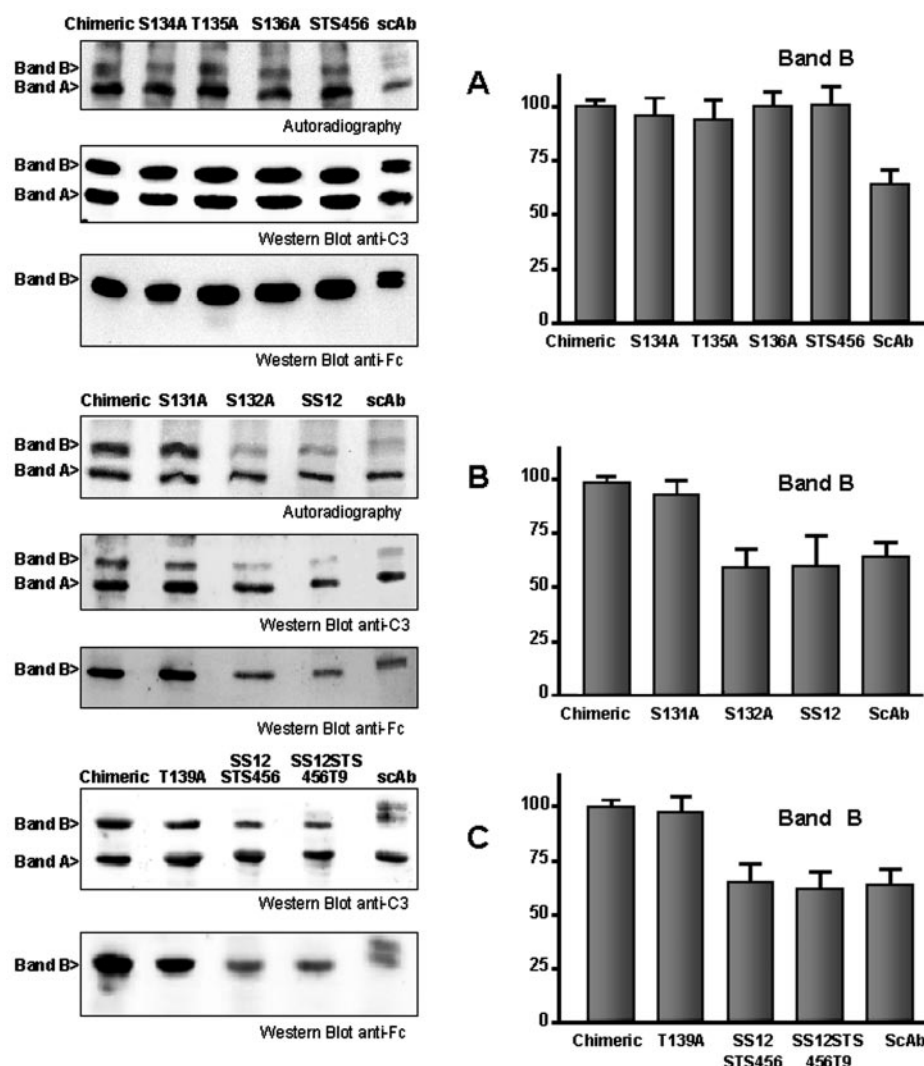 Chimeric S134A T135A S136A STS456 scAb
Band B>
Band A>
Autoradiography
Band B>
Band A>
Western Blot anti-C3
Band B>
Western Blot anti-Fc
Chimeric S131A S132A SS12 scAb
Band B>
Band A>
Autoradiography
Band B>
Band A>
Western Blot anti-C3
Band B>
Western Blot anti-Fc
Chimeric T139A SS12 STS456 SS12STS 456T9 scAb
Band B>
Band A>
Western Blot anti-C3
Band B>
Western Blot anti-Fc
A
Band B
100
75
50
25
0
Chimeric S134A T135A S136A STS456 ScAb
B
Band B
100
75
50
25
0
Chimeric S131A S132A SS12 ScAb
C
Band B
100
75
50
25
0
Chimeric T139A SS12 SS12STS ScAb
STS456 456T9